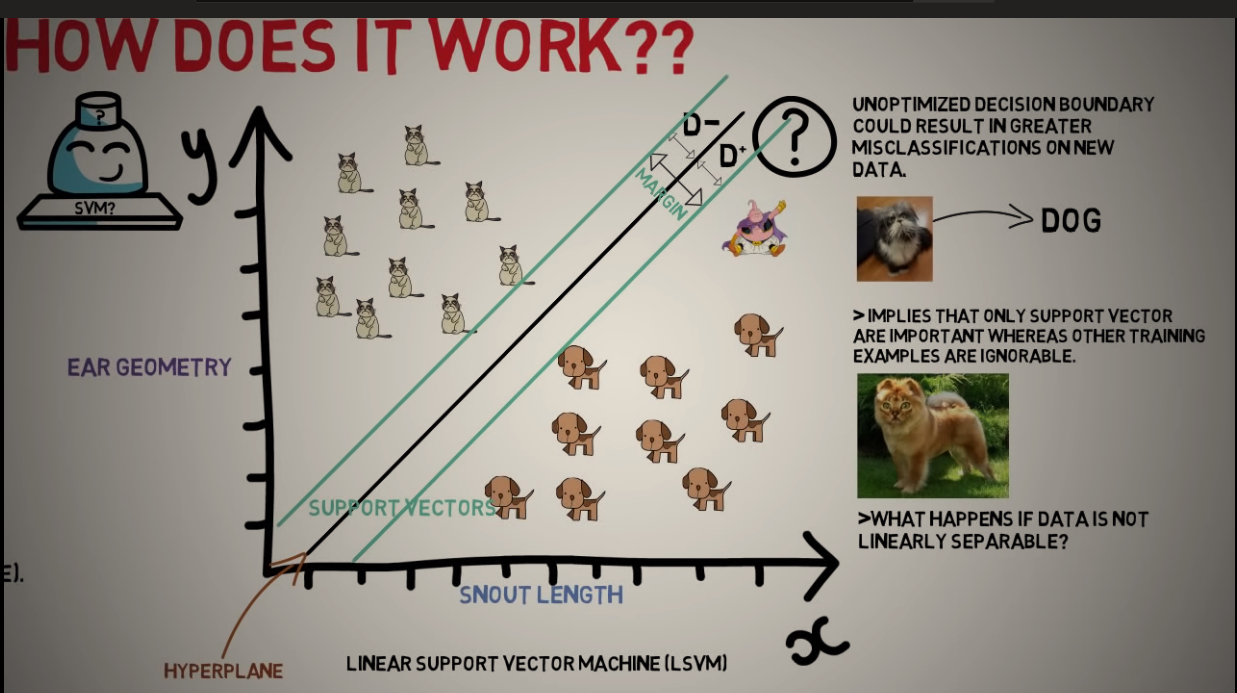 HOW DOES IT WORK??
?
SVM?
y
D-
D+
MARGIN
?
EAR GEOMETRY
SUPPORT VECTORS
SNOUT LENGTH
x
HYPERPLANE
LINEAR SUPPORT VECTOR MACHINE (LSVM)
E).
UNOPTIMIZED DECISION BOUNDARY
COULD RESULT IN GREATER
MISCLASSIFICATIONS ON NEW
DATA.
DOG
> IMPLIES THAT ONLY SUPPORT VECTOR
ARE IMPORTANT WHEREAS OTHER TRAINING
EXAMPLES ARE IGNORABLE.
>WHAT HAPPENS IF DATA IS NOT
LINEARLY SEPARABLE?